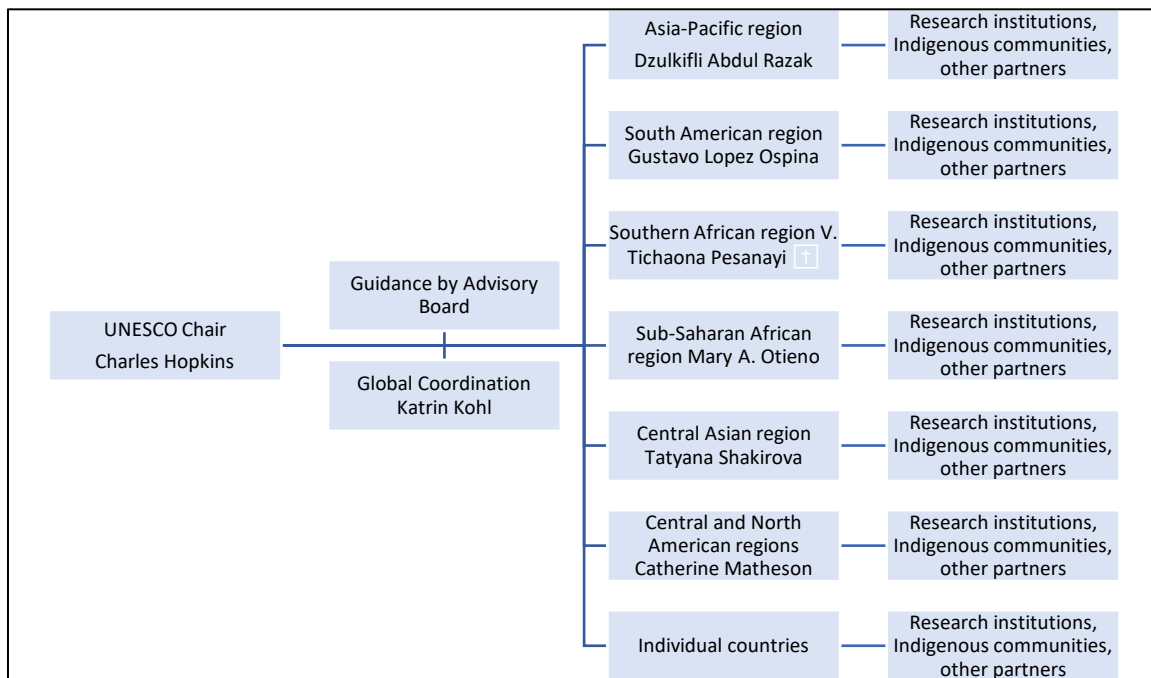 UNESCO Chair
Charles Hopkins
Guidance by Advisory
Board
Global Coordination
Katrin Kohl
Asia-Pacific region
Dzulkifli Abdul Razak
Research institutions,
Indigenous communities,
other partners
South American region
Gustavo Lopez Ospina
Research institutions,
Indigenous communities,
other partners
Southern African region V.
Tichaona Pesanayi †
Research institutions,
Indigenous communities,
other partners
Sub-Saharan African
region Mary A. Otieno
Research institutions,
Indigenous communities,
other partners
Central Asian region
Tatyana Shakirova
Research institutions,
Indigenous communities,
other partners
Central and North
American regions
Catherine Matheson
Research institutions,
Indigenous communities,
other partners
Individual countries
Research institutions,
Indigenous communities,
other partners